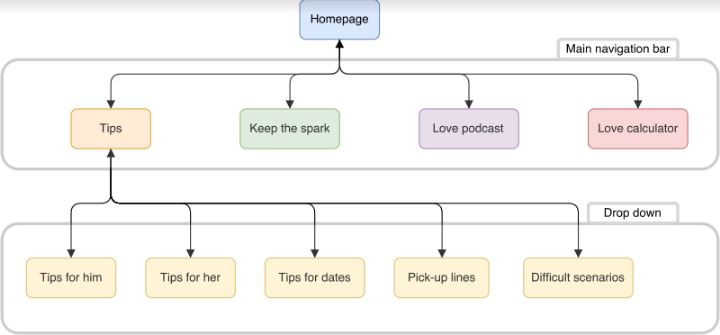 Homepage
Main navigation bar
Tips
Keep the spark
Love podcast
Love calculator
Drop down
Tips for him
Tips for her
Tips for dates
Pick-up lines
Difficult scenarios